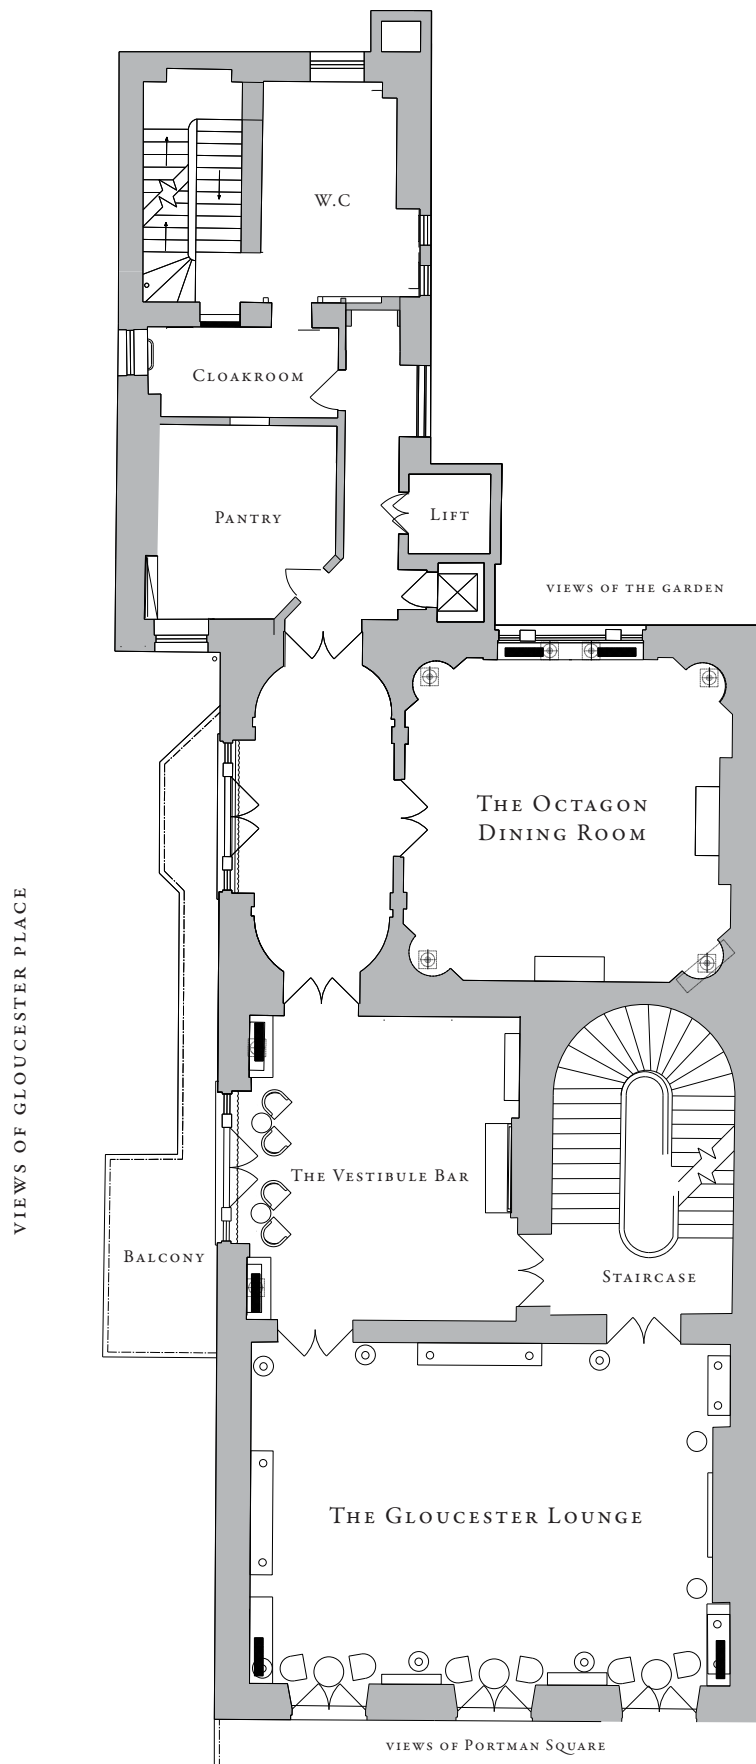 W.C
Cloakroom
Pantry
Lift
views of the garden
The Octagon
Dining Room
views of Gloucester Place
The Vestibule Bar
Balcony
Staircase
The Gloucester Lounge
views of Portman Square